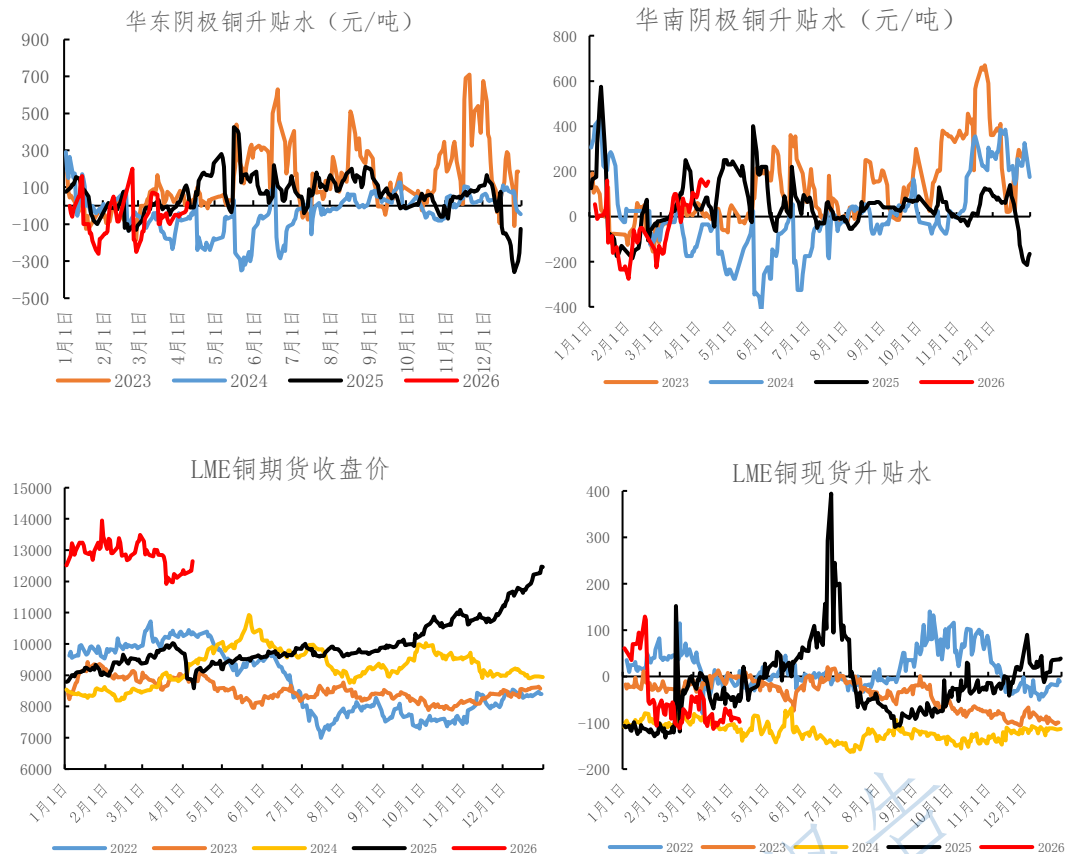 华东阴极铜升贴水（元/吨）
900
700
500
300
100
-100
-300
-500
1月1日
2月1日
3月1日
4月1日
5月1日
6月1日
7月1日
8月1日
9月1日
10月1日
11月1日
12月1日
2023 2024 2025 2026
华南阴极铜升贴水（元/吨）
800
600
400
200
0
-200
-400
1月1日
2月1日
3月1日
4月1日
5月1日
6月1日
7月1日
8月1日
9月1日
10月1日
11月1日
12月1日
2023 2024 2025 2026
LME铜期货收盘价
15000
14000
13000
12000
11000
10000
9000
8000
7000
6000
1月1日
2月1日
3月1日
4月1日
5月1日
6月1日
7月1日
8月1日
9月1日
10月1日
11月1日
12月1日
2022 2023 2024 2025 2026
LME铜现货升贴水
400
300
200
100
0
-100
-200
1月1日
2月1日
3月1日
4月1日
5月1日
6月1日
7月1日
8月1日
9月1日
10月1日
11月1日
12月1日
2022 2023 2024 2025 2026
告